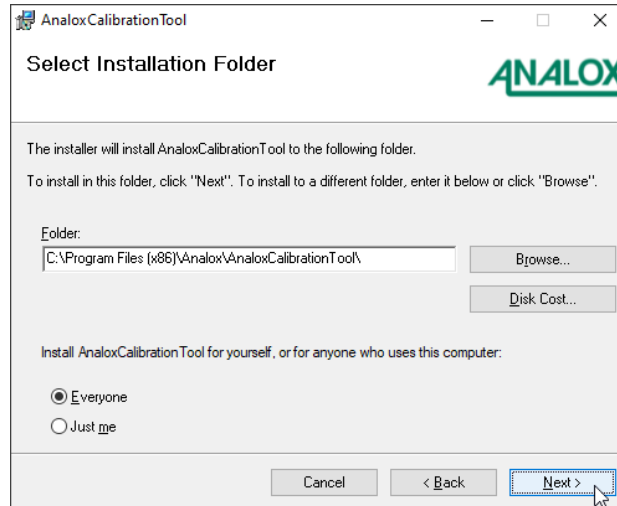 AnaloxCalibrationTool
Select Installation Folder
ANALOX
The installer will install AnaloxCalibrationTool to the following folder.
To install in this folder, click "Next". To install to a different folder, enter it below or click "Browse".
Folder:
C:\Program Files (x86)\Analox\AnaloxCalibrationTool\
Browse...
Disk Cost...
Install AnaloxCalibrationTool for yourself, or for anyone who uses this computer:
Everyone
Just me
Cancel
< Back
Next >